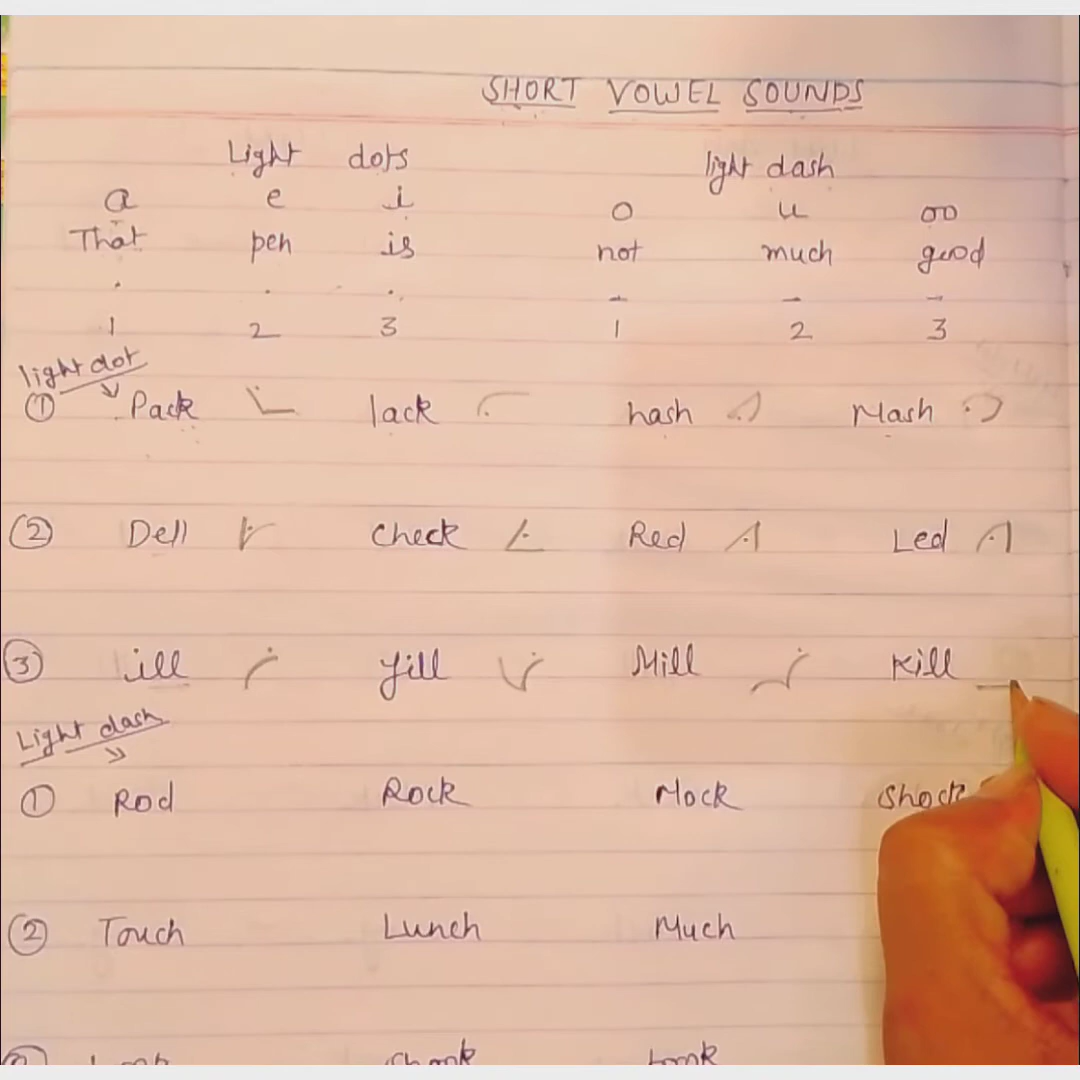 SHORT VOWEL SOUNDS
Light dots light dash
a e i o u oo
That pen is not much good
1 2 3 1 2 3
light dot
① Pack lack hash Mash
② Dell Check Red Led
③ ill Jill Mill Kill
Light dash
① Rod Rock Mock Shock
② Touch Lunch Much